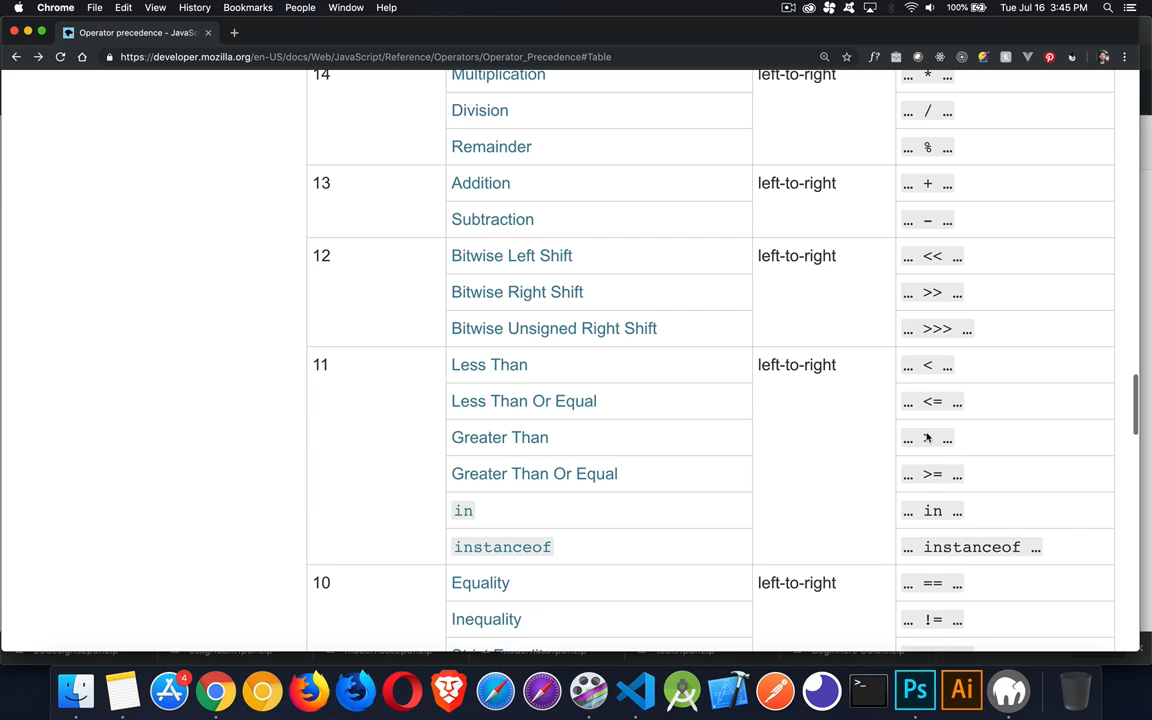 Chrome File Edit View History Bookmarks People Window Help 100% Tue Jul 16 3:45 PM
Operator precedence - JavaSc
https://developer.mozilla.org/en-US/docs/Web/JavaScript/Reference/Operators/Operator_Precedence#Table
14 Multiplication left-to-right … * …
Division … / …
Remainder … % …
13 Addition left-to-right … + …
Subtraction … - …
12 Bitwise Left Shift left-to-right … << …
Bitwise Right Shift … >> …
Bitwise Unsigned Right Shift … >>> …
11 Less Than left-to-right … < …
Less Than Or Equal … <= …
Greater Than … …
Greater Than Or Equal … >= …
in … in …
instanceof … instanceof …
10 Equality left-to-right … == …
Inequality … != …
4
Ps Ai